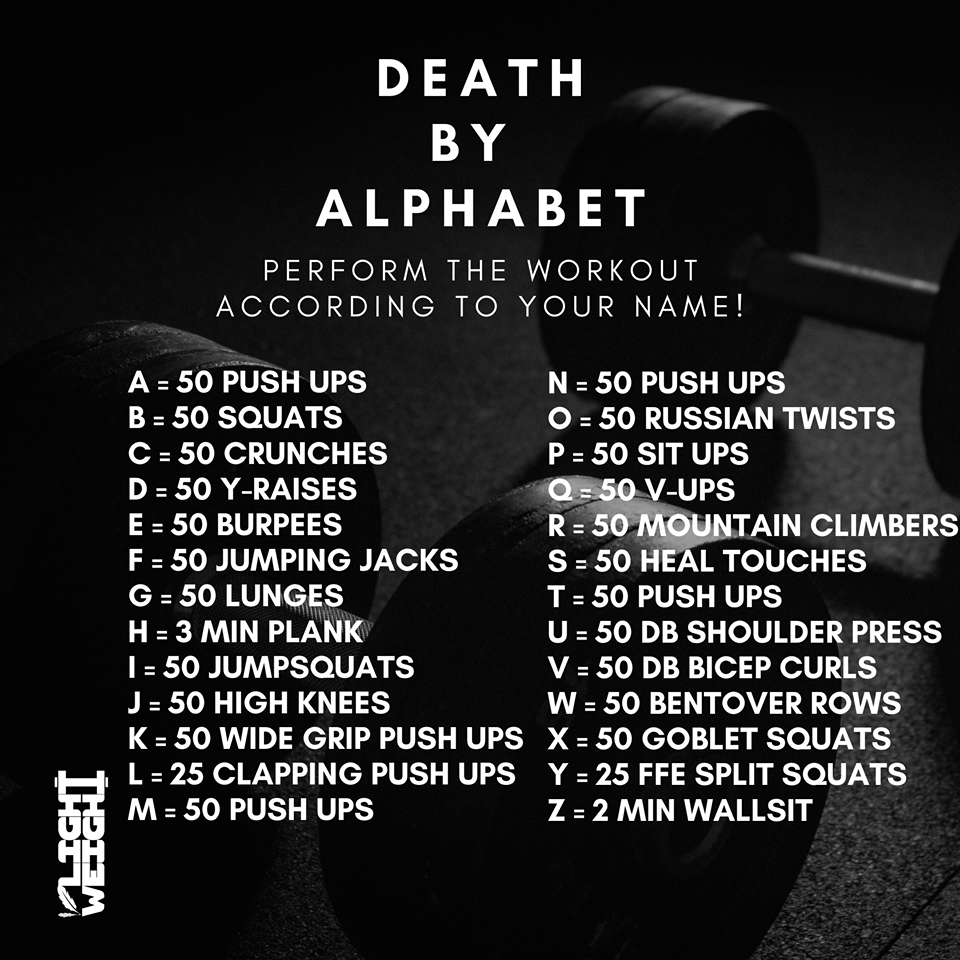 DEATH
BY
ALPHABET
PERFORM THE WORKOUT
ACCORDING TO YOUR NAME!
A = 50 PUSH UPS
B = 50 SQUATS
C = 50 CRUNCHES
D = 50 Y-RAISES
E = 50 BURPEES
F = 50 JUMPING JACKS
G = 50 LUNGES
H = 3 MIN PLANK
I = 50 JUMPSQUATS
J = 50 HIGH KNEES
K = 50 WIDE GRIP PUSH UPS
L = 25 CLAPPING PUSH UPS
M = 50 PUSH UPS
N = 50 PUSH UPS
O = 50 RUSSIAN TWISTS
P = 50 SIT UPS
Q = 50 V-UPS
R = 50 MOUNTAIN CLIMBERS
S = 50 HEAL TOUCHES
T = 50 PUSH UPS
U = 50 DB SHOULDER PRESS
V = 50 DB BICEP CURLS
W = 50 BENTOVER ROWS
X = 50 GOBLET SQUATS
Y = 25 FFE SPLIT SQUATS
Z = 2 MIN WALLSIT
LIGHT
WEIGHT